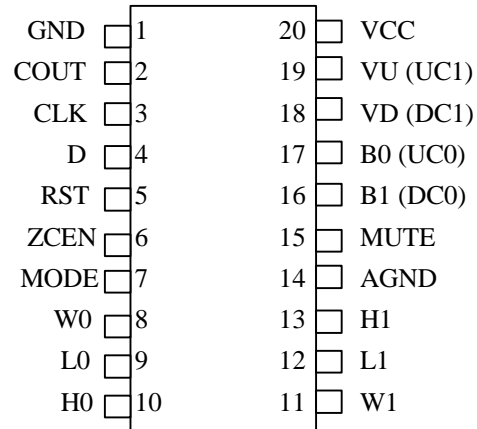 GND 1 20 VCC
COUT 2 19 VU (UC1)
CLK 3 18 VD (DC1)
D 4 17 B0 (UC0)
RST 5 16 B1 (DC0)
ZCEN 6 15 MUTE
MODE 7 14 AGND
W0 8 13 H1
L0 9 12 L1
H0 10 11 W1